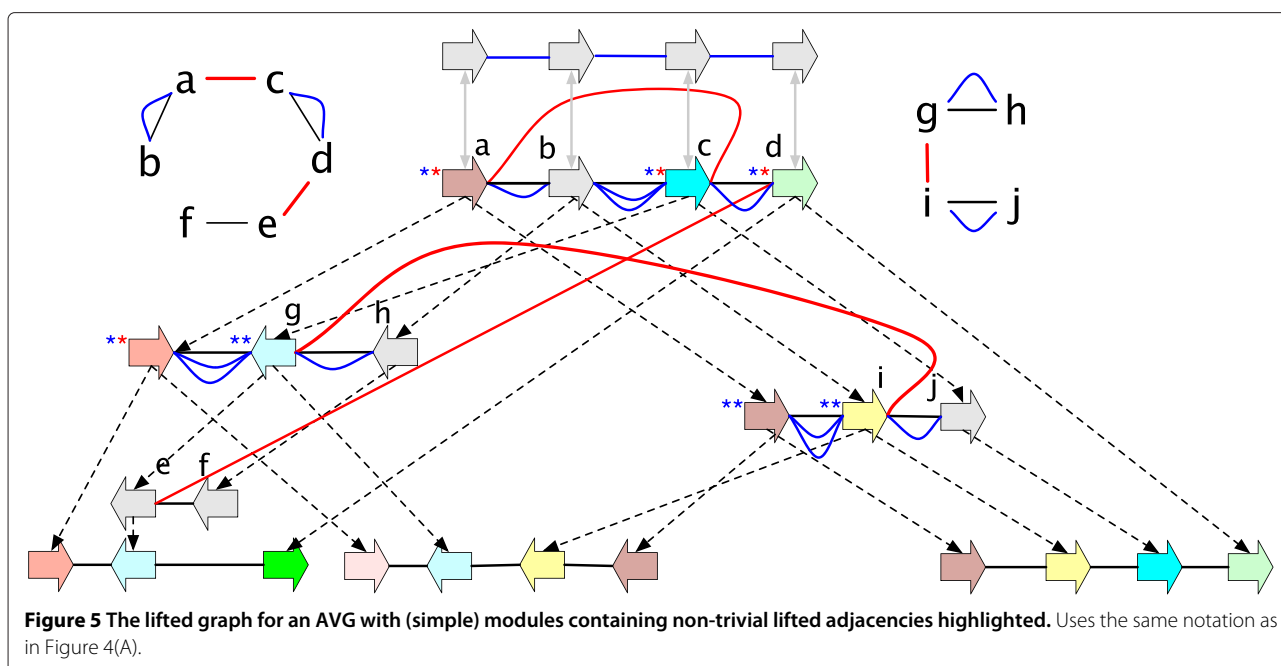 a c
b
d
f e
g h
i j
a b c d
** ** **
g h
** **
i j
** **
e f
Figure 5 The lifted graph for an AVG with (simple) modules containing non-trivial lifted adjacencies highlighted. Uses the same notation as
in Figure 4(A).